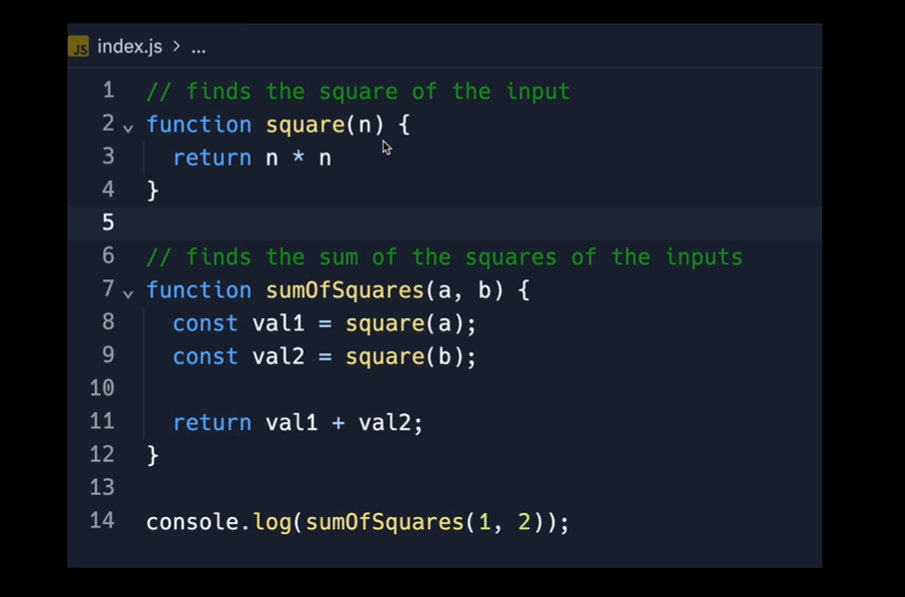 JS index.js > ...
1 // finds the square of the input
2 function square(n) {
3 return n * n
4 }
5
6 // finds the sum of the squares of the inputs
7 function sumOfSquares(a, b) {
8 const val1 = square(a);
9 const val2 = square(b);
10
11 return val1 + val2;
12 }
13
14 console.log(sumOfSquares(1, 2));